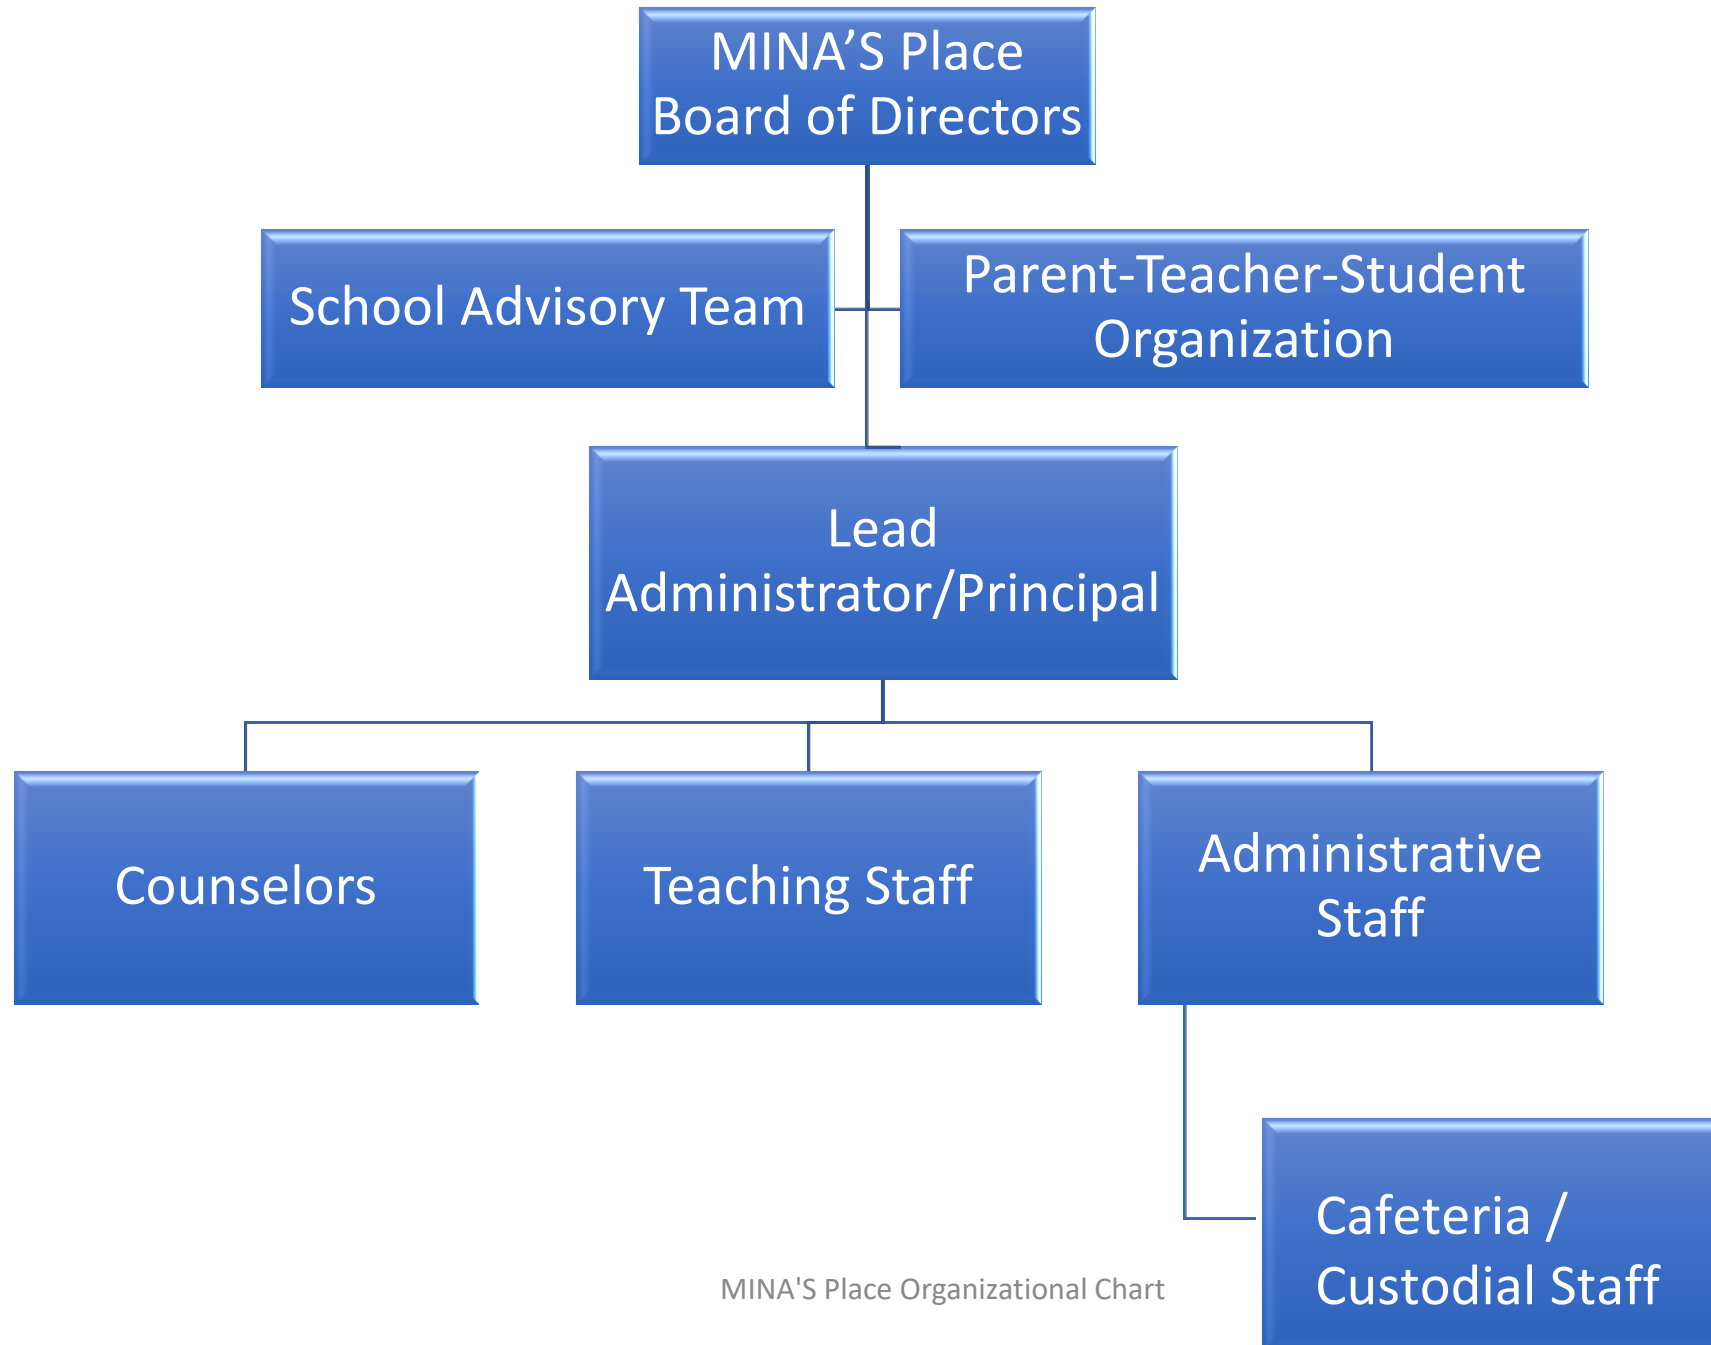 MINA’S Place
Board of Directors
School Advisory Team
Parent-Teacher-Student
Organization
Lead
Administrator/Principal
Counselors
Teaching Staff
Administrative
Staff
Cafeteria /
Custodial Staff
MINA'S Place Organizational Chart